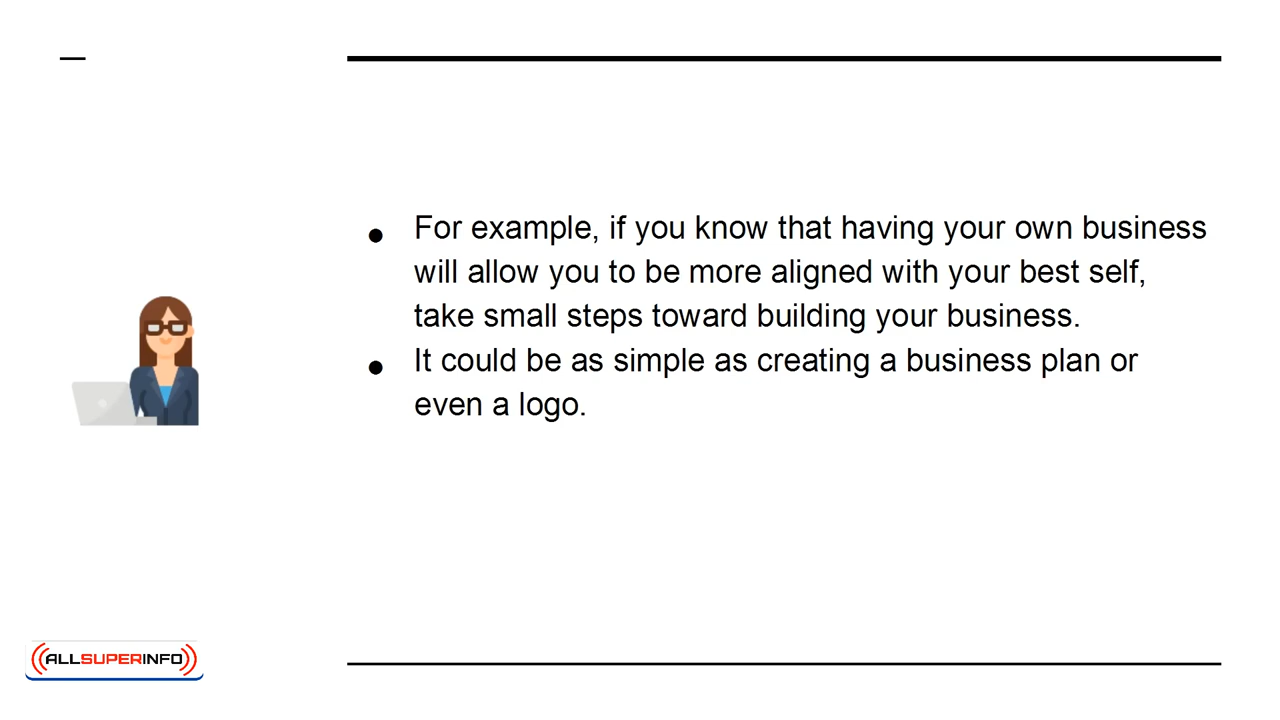 ● For example, if you know that having your own business
will allow you to be more aligned with your best self,
take small steps toward building your business.
● It could be as simple as creating a business plan or
even a logo.
ALLSUPERINFO